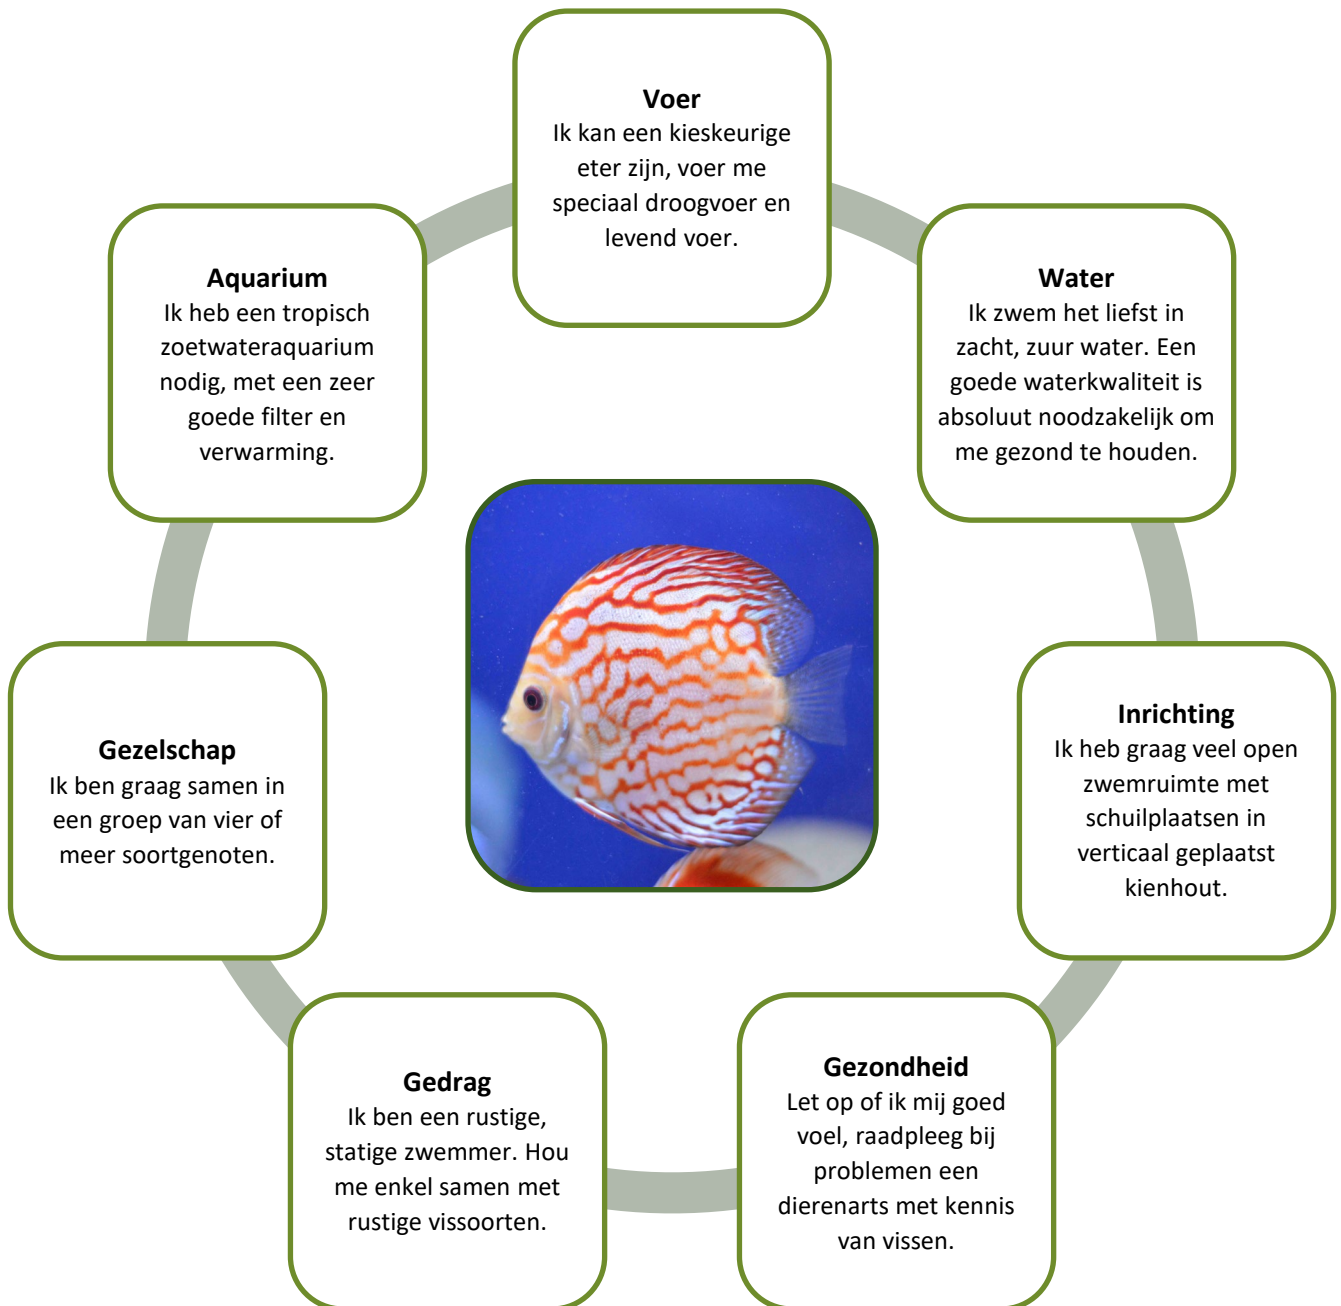 Voer
Ik kan een kieskeurige
eter zijn, voer me
speciaal droogvoer en
levend voer.
Water
Ik zwem het liefst in
zacht, zuur water. Een
goede waterkwaliteit is
absoluut noodzakelijk om
me gezond te houden.
Inrichting
Ik heb graag veel open
zwemruimte met
schuilplaatsen in
verticaal geplaatst
kienhout.
Gezondheid
Let op of ik mij goed
voel, raadpleeg bij
problemen een
dierenarts met kennis
van vissen.
Gedrag
Ik ben een rustige,
statige zwemmer. Hou
me enkel samen met
rustige vissoorten.
Gezelschap
Ik ben graag samen in
een groep van vier of
meer soortgenoten.
Aquarium
Ik heb een tropisch
zoetwateraquarium
nodig, met een zeer
goede filter en
verwarming.